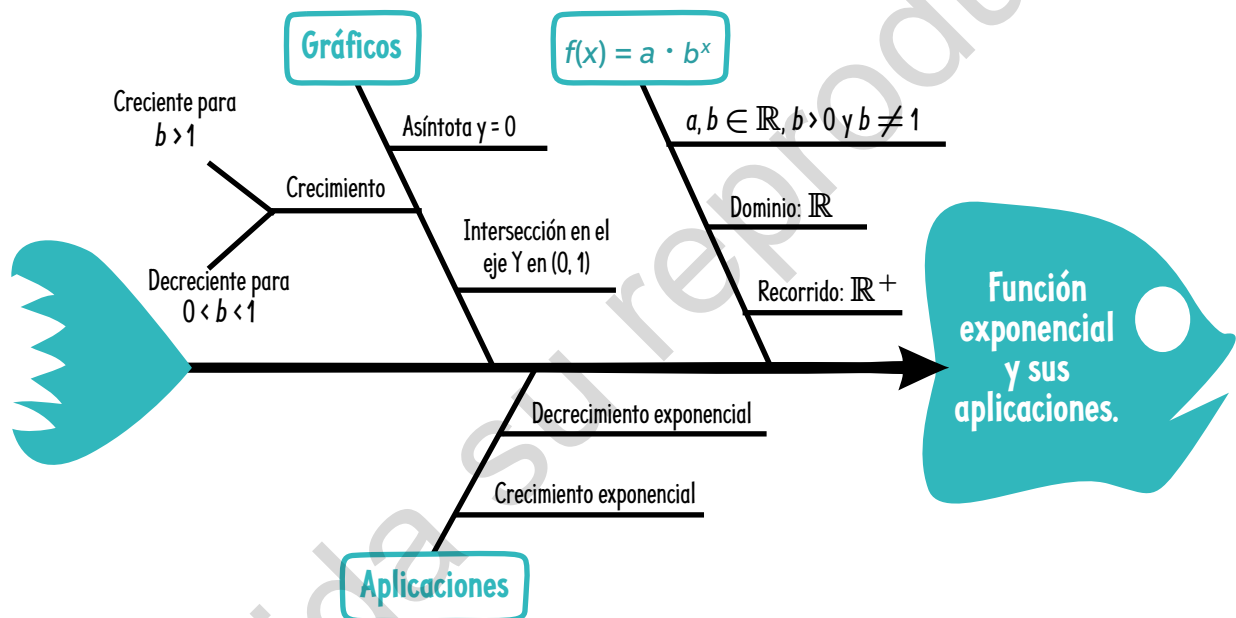 Gráficos
f(x) = a · bˣ
Creciente para
b > 1
Asíntota y = 0
a, b ∈ ℝ, b > 0 y b ≠ 1
Crecimiento
Dominio: ℝ
Intersección en el
eje Y en (0, 1)
Decreciente para
0 < b < 1
Recorrido: ℝ⁺
Función
exponencial
y sus
aplicaciones.
Decrecimiento exponencial
Crecimiento exponencial
Aplicaciones
su